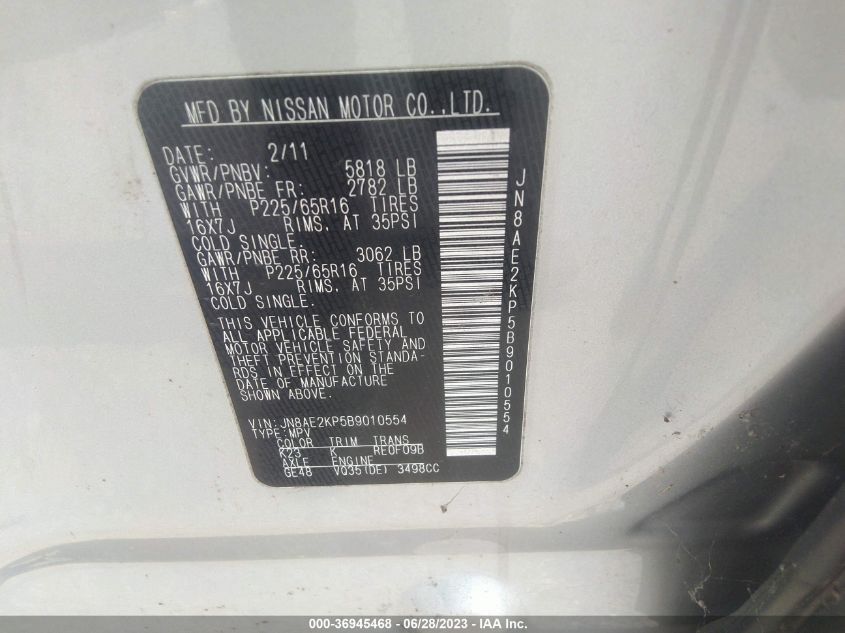 MFD BY NISSAN MOTOR CO.,LTD.
DATE: 2/11
GVWR/PNBV: 5818 LB
GAWR/PNBE FR: 2782 LB
WITH P225/65R16 TIRES
16X7J RIMS, AT 35PSI
COLD SINGLE.
GAWR/PNBE RR: 3062 LB
WITH P225/65R16 TIRES
16X7J RIMS, AT 35PSI
COLD SINGLE.
THIS VEHICLE CONFORMS TO
ALL APPLICABLE FEDERAL
MOTOR VEHICLE SAFETY AND
THEFT PREVENTION STANDA-
RDS IN EFFECT ON THE
DATE OF MANUFACTURE
SHOWN ABOVE.
VIN:JN8AE2KP5B9010554
TYPE:MPV
COLOR TRIM TRANS
K23 K RE0F09B
AXLE ENGINE
GE48 VQ35(DE) 3498CC
JN8AE2KP5B9010554
000-36945468 - 06/28/2023 - IAA Inc.